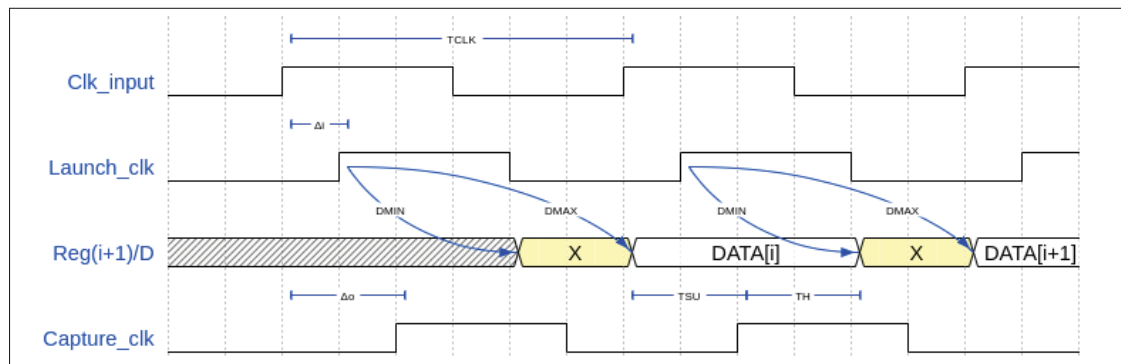 TCLK
Clk_input
Δi
Launch_clk
DMIN DMAX DMIN DMAX
Reg(i+1)/D X DATA[i] X DATA[i+1]
Δo TSU TH
Capture_clk